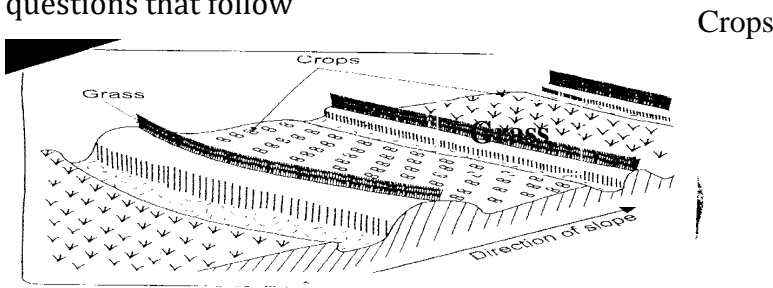 questions that follow
Crops
Crops
Grass
Grass
Direction of slope